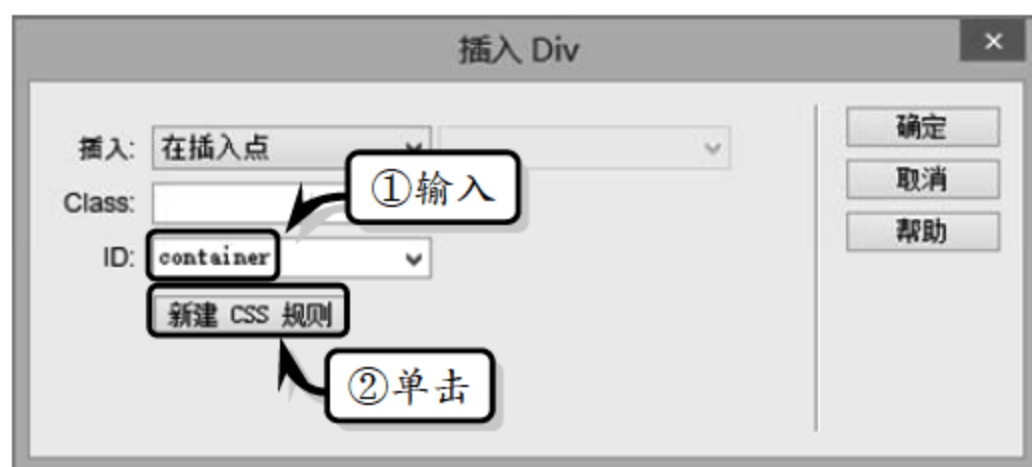 插入 Div
×
插入: 在插入点
确定
①输入
取消
Class:
帮助
ID: container
新建 CSS 规则
②单击